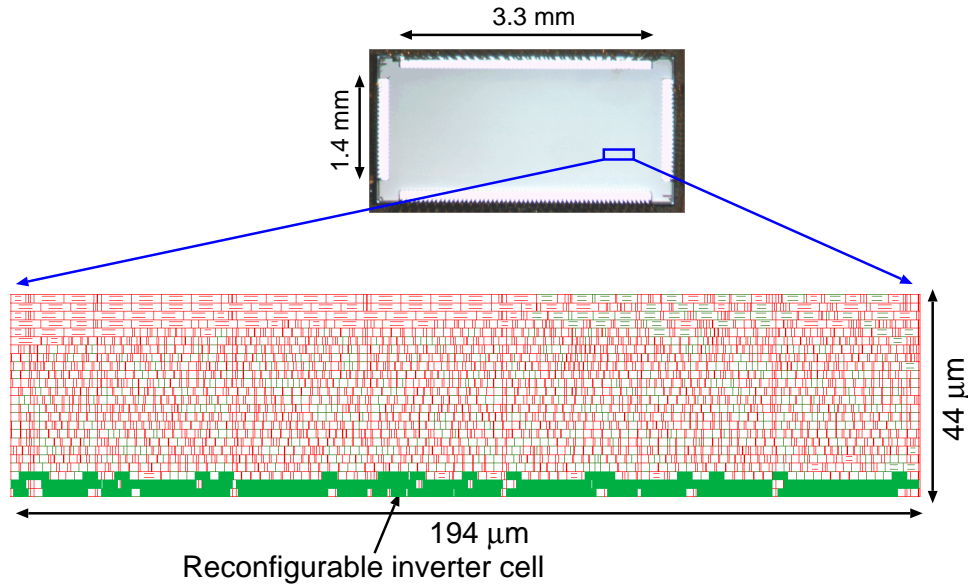 3.3 mm
1.4 mm
44 µm
194 µm
Reconfigurable inverter cell